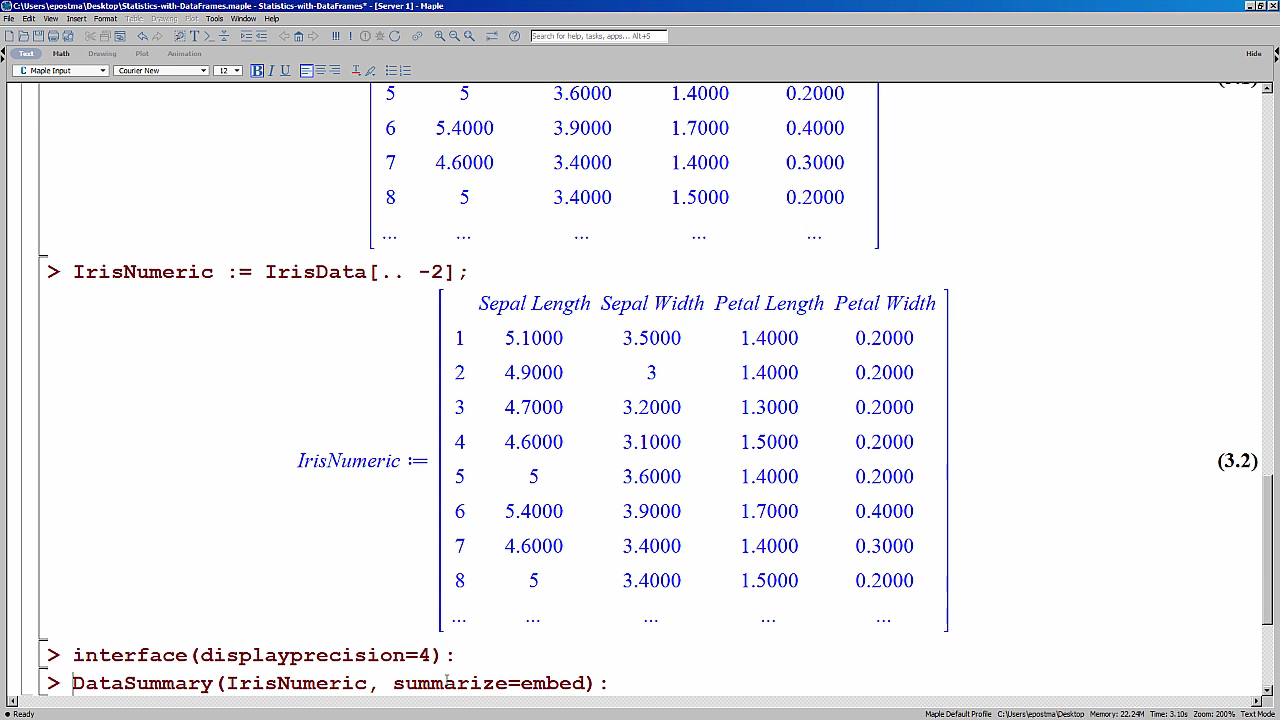 C:\Users\epostma\Desktop\Statistics-with-DataFrames.maple - Statistics-with-DataFrames* - [Server 1] - Maple
File Edit View Insert Format Table Drawing Plot Tools Window Help
Search for help, tasks, apps... Alt+S
Text Math Drawing Plot Animation Hide
Maple Input Courier New 12 B I U
5 5 3.6000 1.4000 0.2000
6 5.4000 3.9000 1.7000 0.4000
7 4.6000 3.4000 1.4000 0.3000
8 5 3.4000 1.5000 0.2000
... ... ... ... ...
> IrisNumeric := IrisData[.. -2];
Sepal Length Sepal Width Petal Length Petal Width
1 5.1000 3.5000 1.4000 0.2000
2 4.9000 3 1.4000 0.2000
3 4.7000 3.2000 1.3000 0.2000
4 4.6000 3.1000 1.5000 0.2000
IrisNumeric := (3.2)
5 5 3.6000 1.4000 0.2000
6 5.4000 3.9000 1.7000 0.4000
7 4.6000 3.4000 1.4000 0.3000
8 5 3.4000 1.5000 0.2000
... ... ... ... ...
> interface(displayprecision=4):
> DataSummary(IrisNumeric, summarize=embed):
Ready Maple Default Profile C:\Users\epostma\Desktop Memory: 22.24M Time: 3.10s Zoom: 200% Text Mode